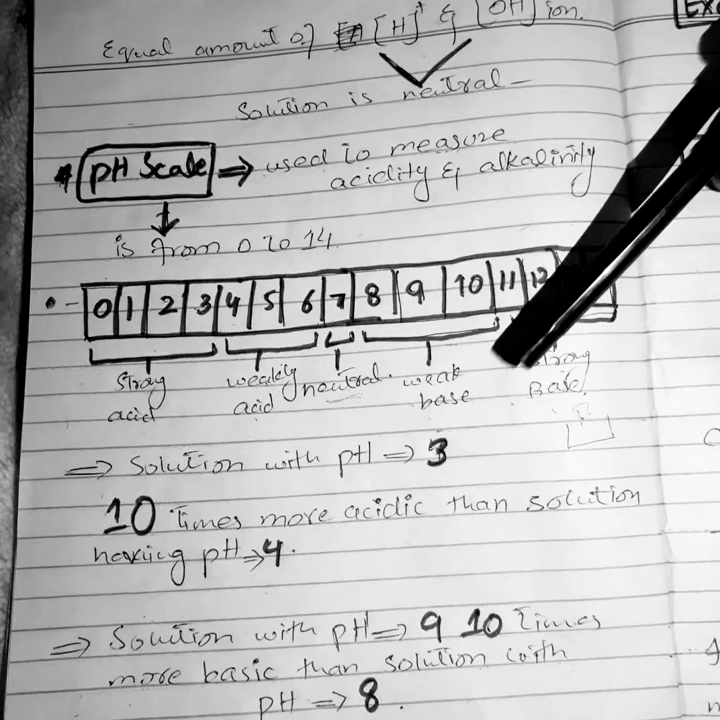 Equal amount of [H]⁺ & [OH] ion.
Solution is neutral
# pH Scale ⇒ used to measure
acidity & alkalinity
is from 0 to 14
0 1 2 3 4 5 6 7 8 9 10 11 12
Strong acid weakly acid neutral. weak base Base.
⇒ Solution with pH ⇒ 3
10 Times more acidic than solution
having pH ⇒ 4.
⇒ Solution with pH ⇒ 9 10 Times
more basic than solution with
pH ⇒ 8.